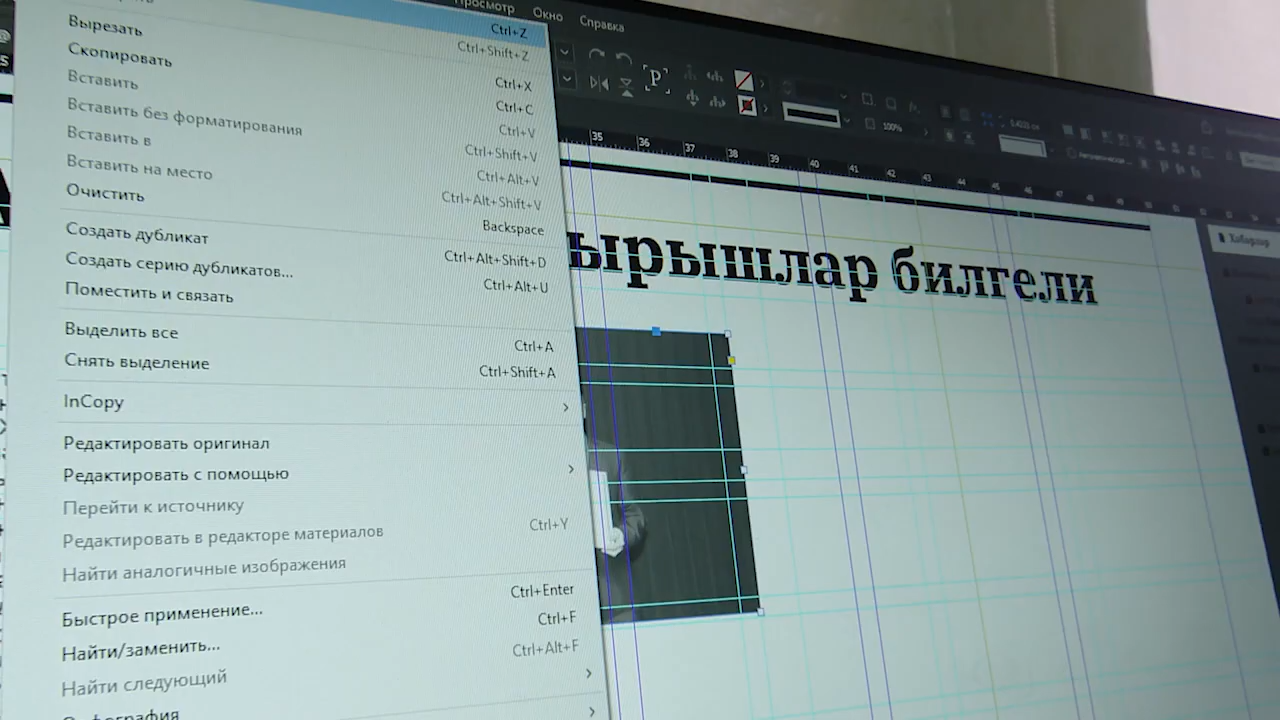 Просмотр Окно Справка
Ctrl+Z
Ctrl+Shift+Z
Вырезать Ctrl+X
Скопировать Ctrl+C
Вставить Ctrl+V
Вставить без форматирования Ctrl+Shift+V
Вставить в Ctrl+Alt+V
Вставить на место Ctrl+Alt+Shift+V
Очистить Backspace
Создать дубликат Ctrl+Alt+Shift+D
Создать серию дубликатов... Ctrl+Alt+U
Поместить и связать
Выделить все Ctrl+A
Снять выделение Ctrl+Shift+A
InCopy
Редактировать оригинал
Редактировать с помощью
Перейти к источнику
Редактировать в редакторе материалов Ctrl+Y
Найти аналогичные изображения
Быстрое применение... Ctrl+Enter
Найти/заменить... Ctrl+F
Найти следующий Ctrl+Alt+F
Орфография
100%
35 36 37 38 39 40 41 42 43 44 45 46
ырышлар билгели
Хабарлар